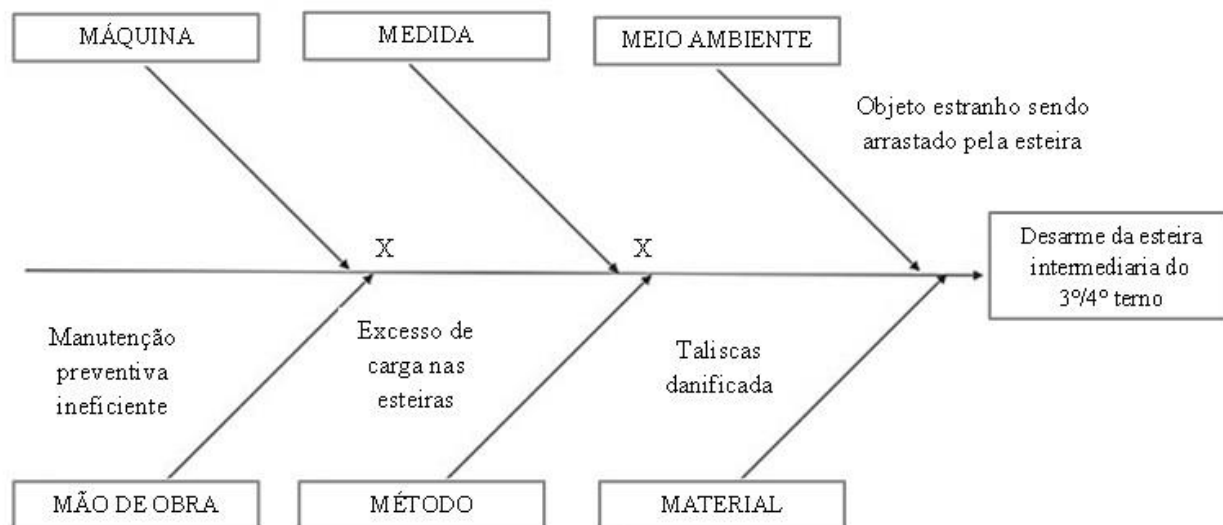 MÁQUINA
MEDIDA
MEIO AMBIENTE
Objeto estranho sendo
arrastado pela esteira
X
X
Desarme da esteira
intermediaria do
3º/4º terno
Manutenção
preventiva
ineficiente
Excesso de
carga nas
esteiras
Taliscas
danificada
MÃO DE OBRA
MÉTODO
MATERIAL